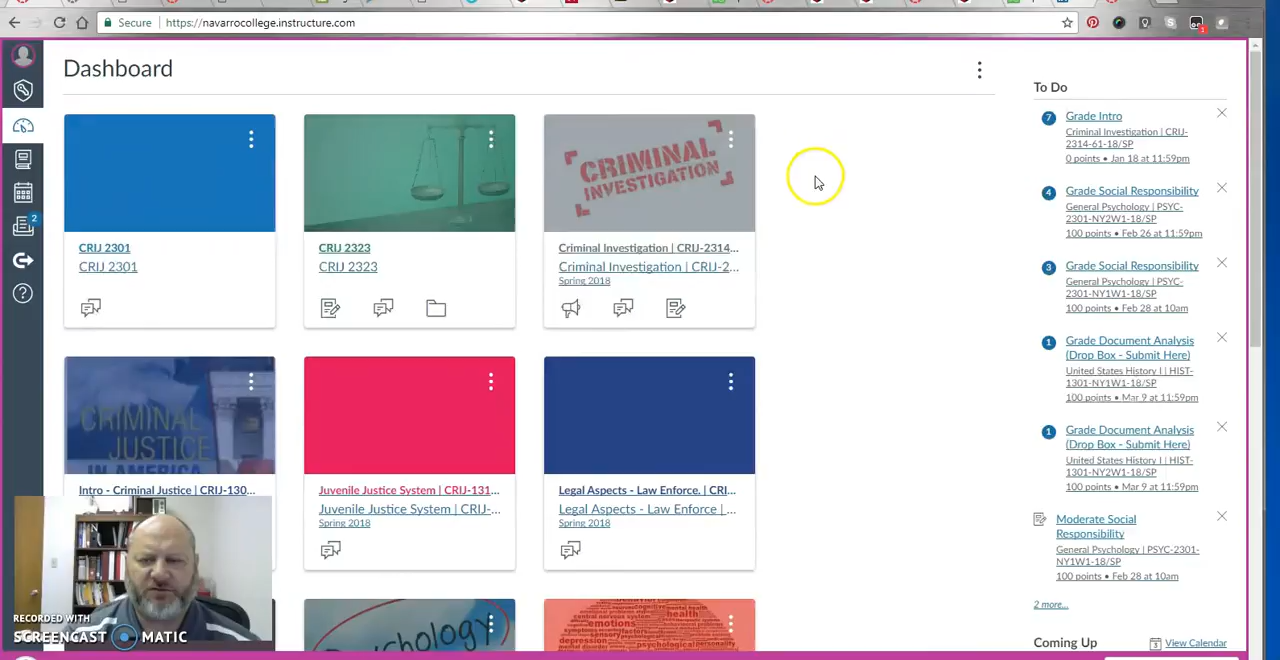 Secure
https://navarrocollege.instructure.com
1
Dashboard
2
CRIMINAL
INVESTIGATION
CRIJ 2301
CRIJ 2301
CRIJ 2323
CRIJ 2323
Criminal Investigation | CRIJ-2314...
Criminal Investigation | CRIJ-2...
Spring 2018
CRIMINAL
JUSTICE
IN AMERICA
Intro - Criminal Justice | CRIJ-130...
Juvenile Justice System | CRIJ-131...
Juvenile Justice System | CRIJ-...
Spring 2018
Legal Aspects - Law Enforce. | CRI...
Legal Aspects - Law Enforce | ...
Spring 2018
RECORDED WITH
SCREENCAST MATIC
Psychology
health
emotions
depression
psychological
To Do
7
Grade Intro
Criminal Investigation | CRIJ-
2314-61-18/SP
0 points • Jan 18 at 11:59pm
4
Grade Social Responsibility
General Psychology | PSYC-
2301-NY2W1-18/SP
100 points • Feb 26 at 11:59pm
3
Grade Social Responsibility
General Psychology | PSYC-
2301-NY1W1-18/SP
100 points • Feb 28 at 10am
1
Grade Document Analysis
(Drop Box - Submit Here)
United States History I | HIST-
1301-NY1W1-18/SP
100 points • Mar 9 at 11:59pm
1
Grade Document Analysis
(Drop Box - Submit Here)
United States History I | HIST-
1301-NY2W1-18/SP
100 points • Mar 9 at 11:59pm
Moderate Social
Responsibility
General Psychology | PSYC-2301-
NY1W1-18/SP
100 points • Feb 28 at 10am
2 more...
Coming Up
View Calendar